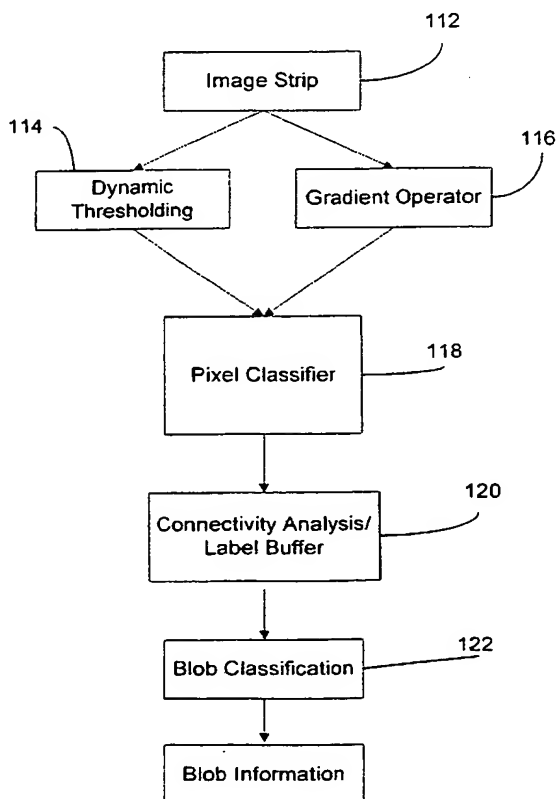 112
Image Strip
114
116
Dynamic
Thresholding
Gradient Operator
118
Pixel Classifier
120
Connectivity Analysis/
Label Buffer
122
Blob Classification
Blob Information